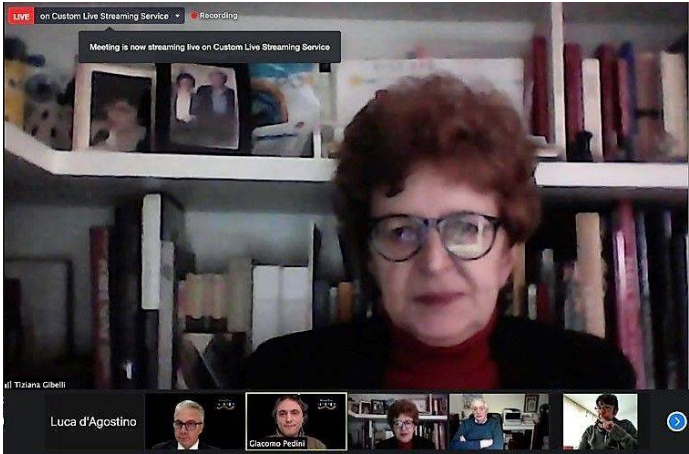 LIVE on Custom Live Streaming Service Recording
Meeting is now streaming live on Custom Live Streaming Service
Tiziana Gibelli
Luca d'Agostino
Giacomo Pedini